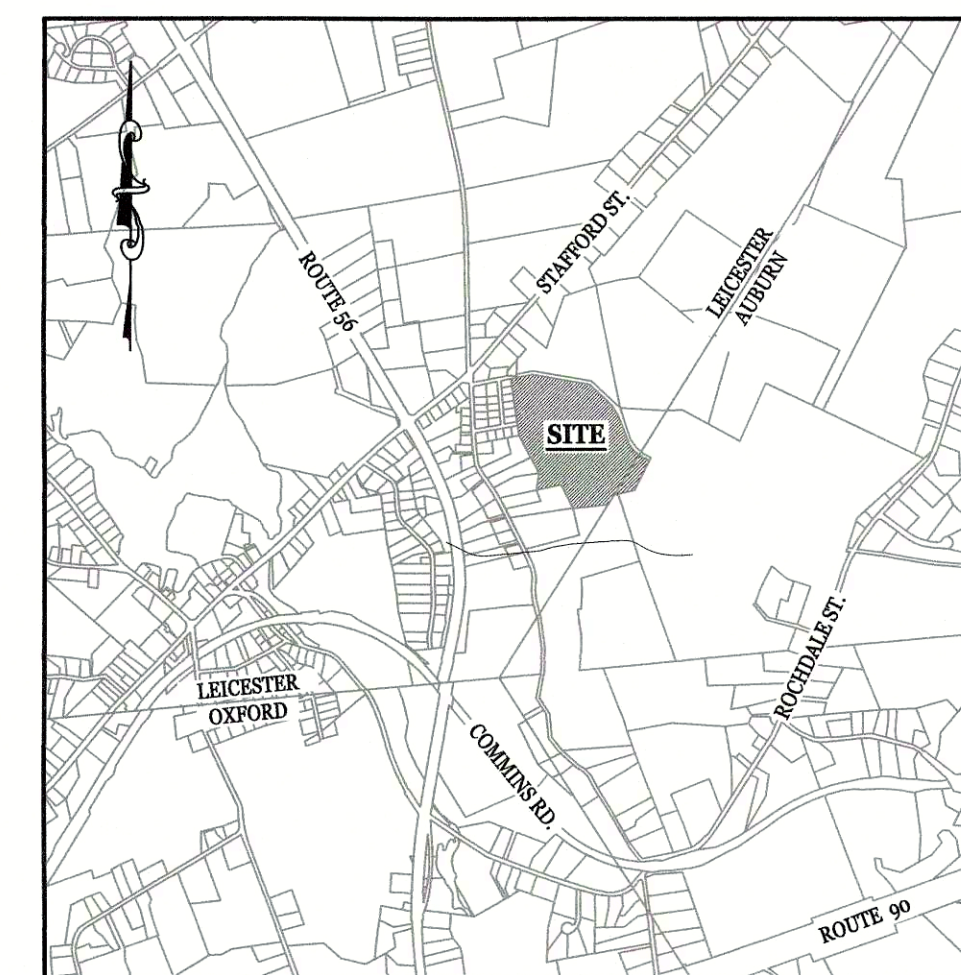 STAFFORD ST.
ROUTE 56
LEICESTER
AUBURN
SITE
ROCHDALE ST.
LEICESTER
OXFORD
COMMINS RD.
ROUTE 90